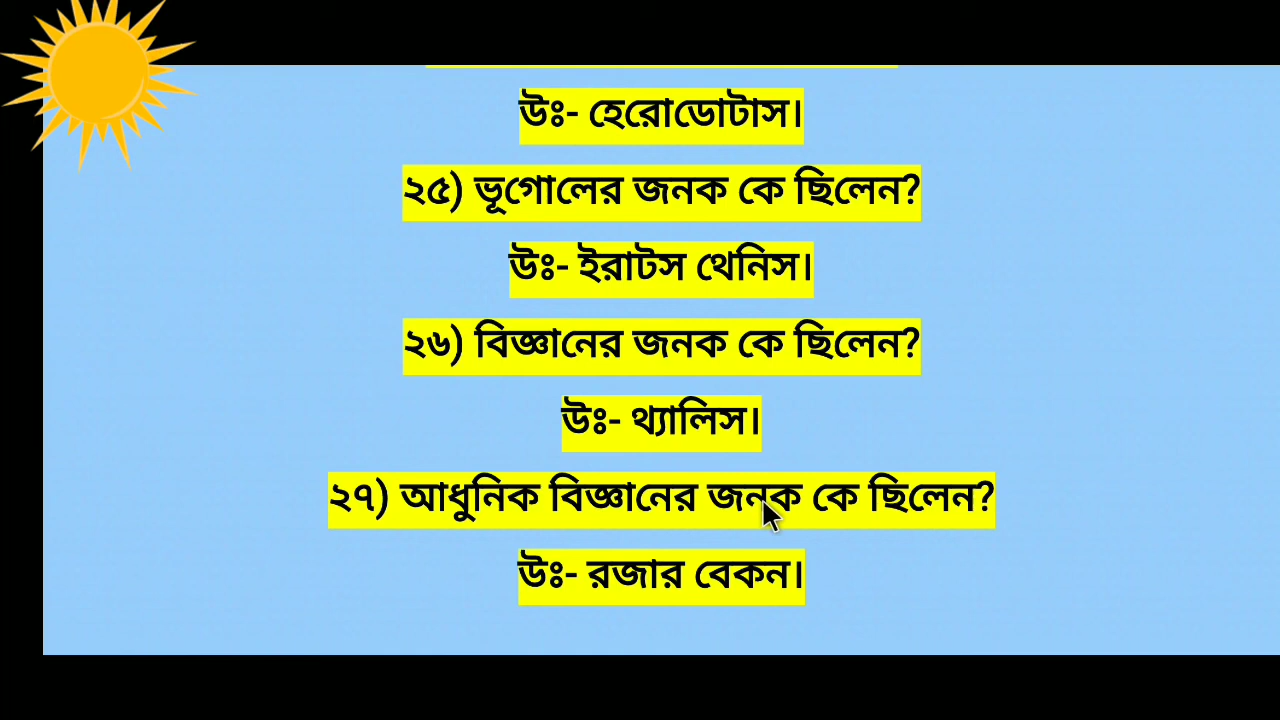 উঃ- হেরোডোটাস।
২৫) ভূগোলের জনক কে ছিলেন?
উঃ- ইরাটস থেনিস।
২৬) বিজ্ঞানের জনক কে ছিলেন?
উঃ- থ্যালিস।
২৭) আধুনিক বিজ্ঞানের জনক কে ছিলেন?
উঃ- রজার বেকন।